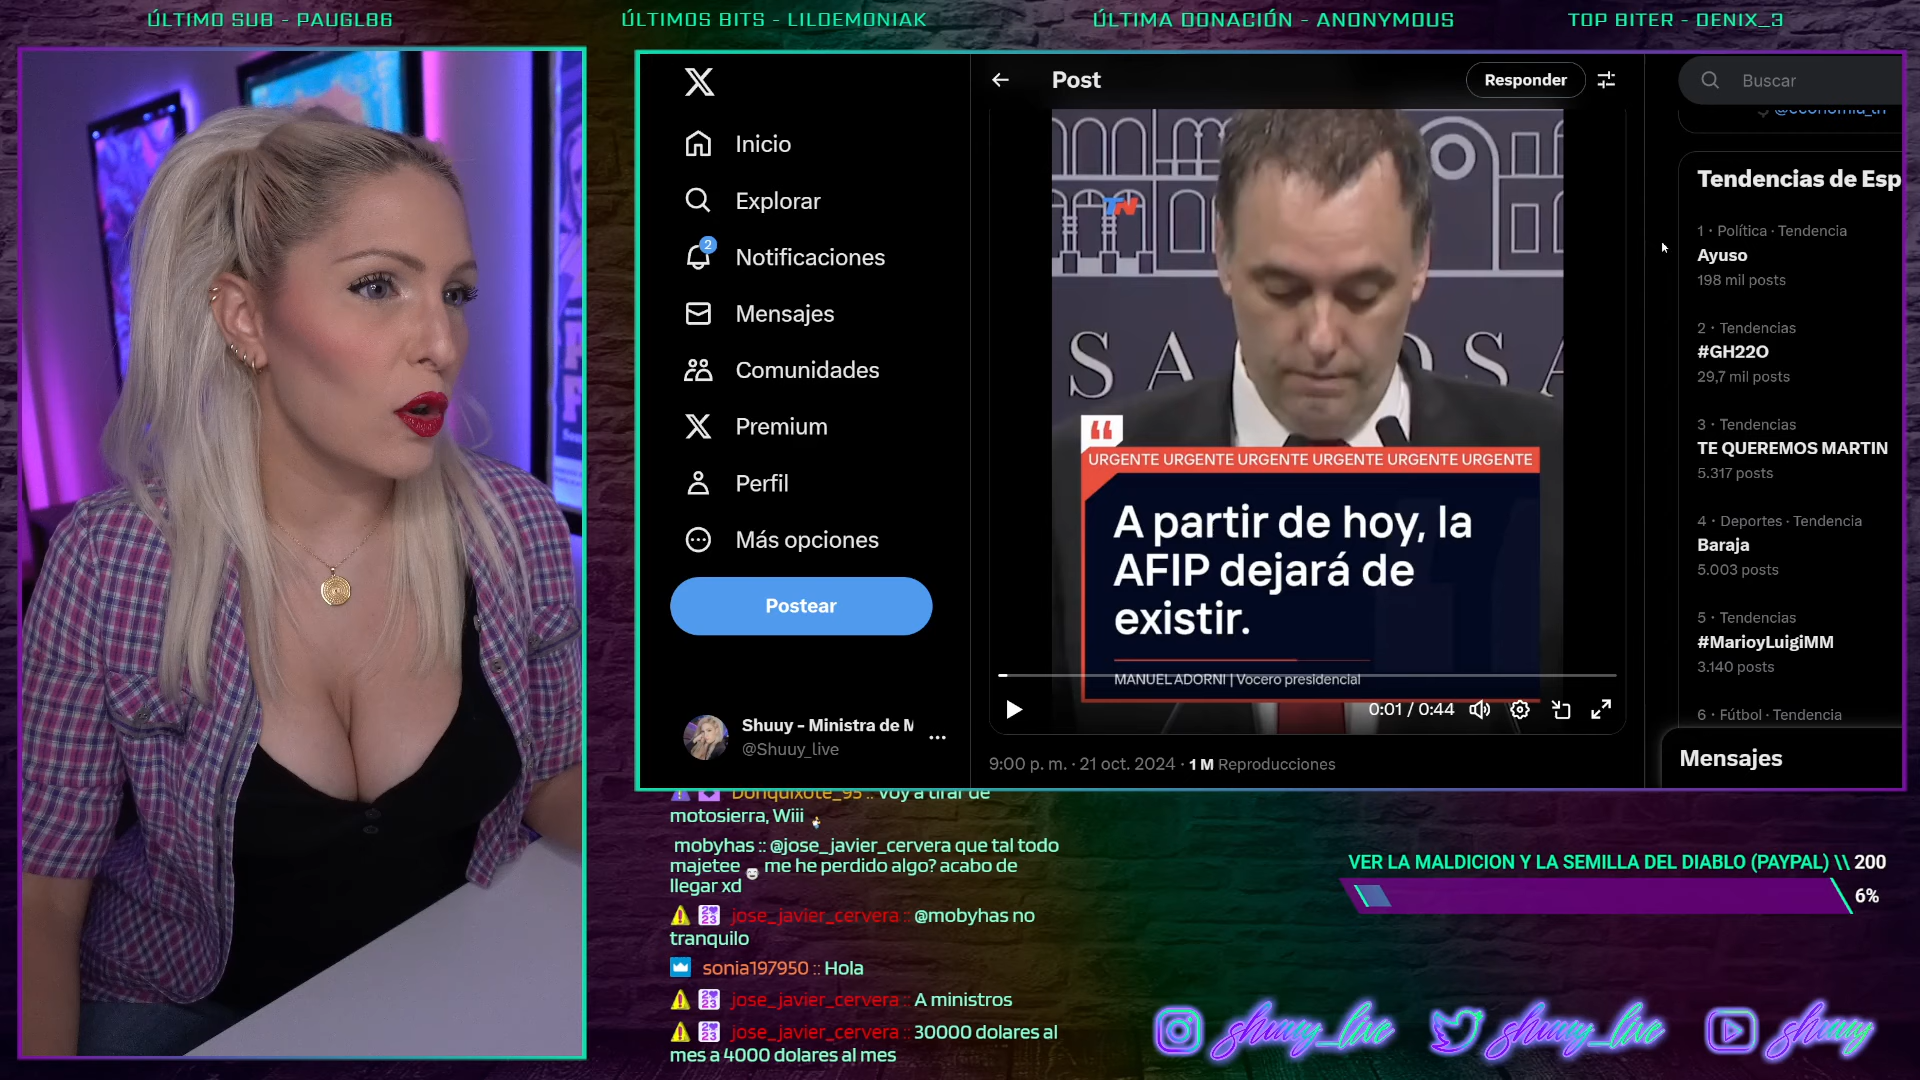 ÚLTIMO SUB - PAUGL86
ÚLTIMOS BITS - LILDEMONIAK
ÚLTIMA DONACIÓN - ANONYMOUS
TOP BITER - DENIX_3
Inicio
Explorar
2
Notificaciones
Mensajes
Comunidades
Premium
Perfil
Más opciones
Postear
Shuuy - Ministra de M
@Shuuy_live
Post
Responder
TN
URGENTE URGENTE URGENTE URGENTE URGENTE URGENTE
A partir de hoy, la
AFIP dejará de
existir.
MANUEL ADORNI | Vocero presidencial
0:01 / 0:44
9:00 p. m. · 21 oct. 2024 · 1 M Reproducciones
Buscar
Tendencias de Esp
1 · Política · Tendencia
Ayuso
198 mil posts
2 · Tendencias
#GH22O
29,7 mil posts
3 · Tendencias
TE QUEREMOS MARTIN
5.317 posts
4 · Deportes · Tendencia
Baraja
5.003 posts
5 · Tendencias
#MarioyLuigiMM
3.140 posts
6 · Fútbol · Tendencia
Mensajes
DonQuixote_95 :: Voy a tirar de
motosierra, Wiii
mobyhas :: @jose_javier_cervera que tal todo
majetee me he perdido algo? acabo de
llegar xd
jose_javier_cervera :: @mobyhas no
tranquilo
sonia197950 :: Hola
jose_javier_cervera :: A ministros
jose_javier_cervera :: 30000 dolares al
mes a 4000 dolares al mes
VER LA MALDICION Y LA SEMILLA DEL DIABLO (PAYPAL) \\ 200
6%
shuuy_live
shuuy_live
shuuy